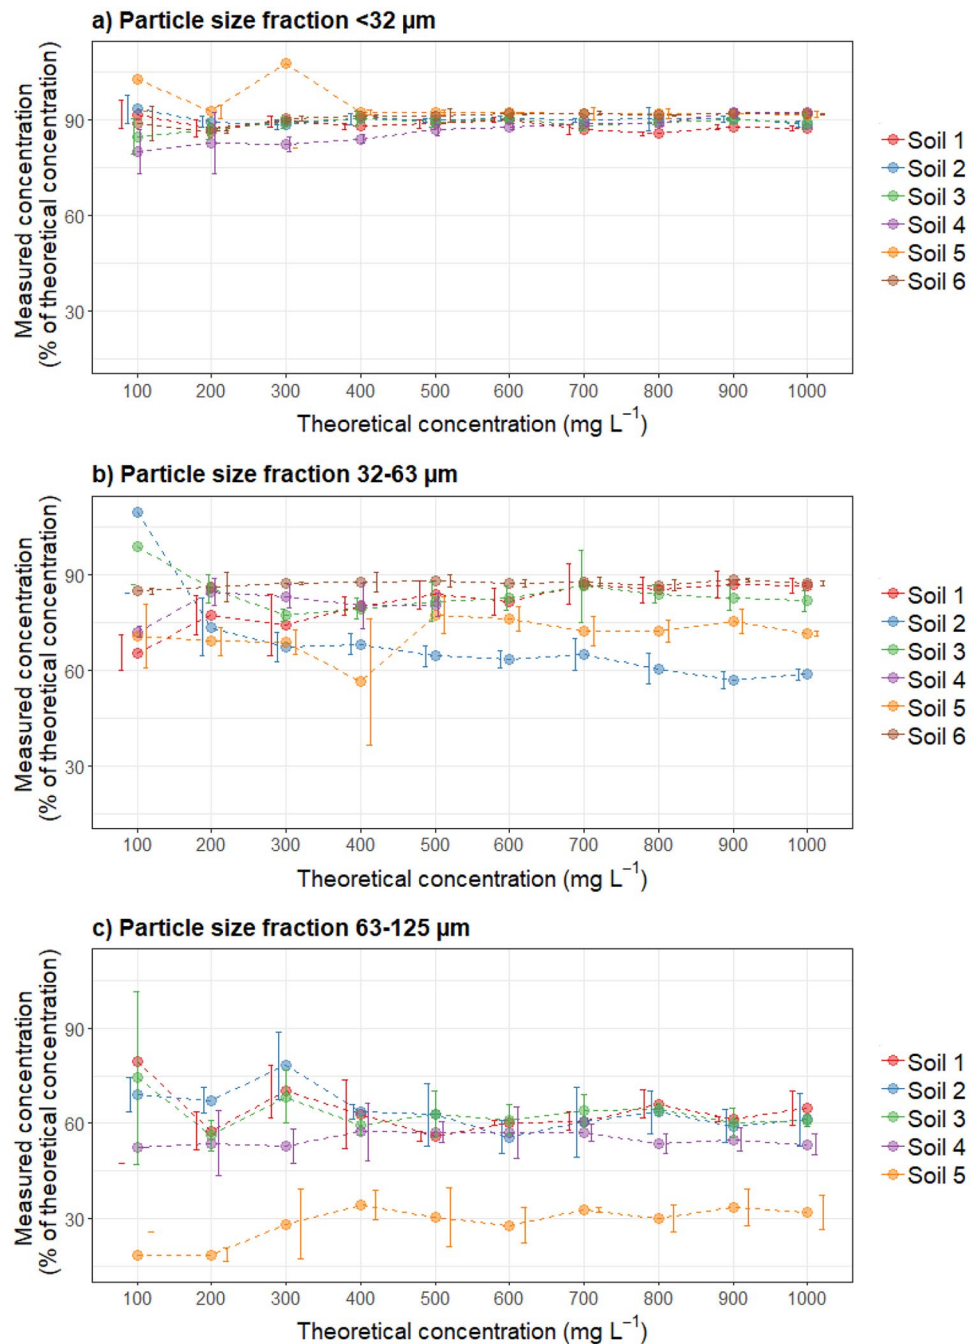 a) Particle size fraction <32 µm
Measured concentration
(% of theoretical concentration)
90
60
30
100 200 300 400 500 600 700 800 900 1000
Theoretical concentration (mg L⁻¹)
Soil 1
Soil 2
Soil 3
Soil 4
Soil 5
Soil 6
b) Particle size fraction 32-63 µm
Measured concentration
(% of theoretical concentration)
90
60
30
100 200 300 400 500 600 700 800 900 1000
Theoretical concentration (mg L⁻¹)
Soil 1
Soil 2
Soil 3
Soil 4
Soil 5
Soil 6
c) Particle size fraction 63-125 µm
Measured concentration
(% of theoretical concentration)
90
60
30
100 200 300 400 500 600 700 800 900 1000
Theoretical concentration (mg L⁻¹)
Soil 1
Soil 2
Soil 3
Soil 4
Soil 5